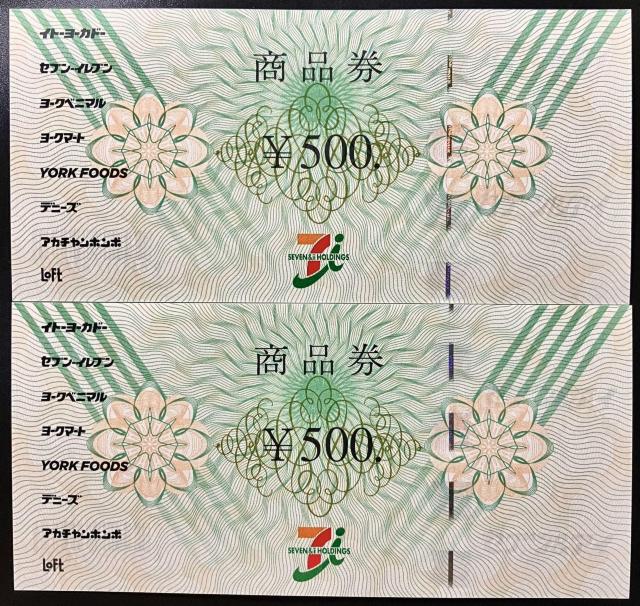 イトーヨーカドー
セブン-イレブン
ヨークベニマル
ヨークマート
YORK FOODS
デニーズ
アカチャンホンポ
LOFT
商品券
¥500.
7i
SEVEN&i HOLDINGS
イトーヨーカドー
セブン-イレブン
ヨークベニマル
ヨークマート
YORK FOODS
デニーズ
アカチャンホンポ
LOFT
商品券
¥500.
7i
SEVEN&i HOLDINGS